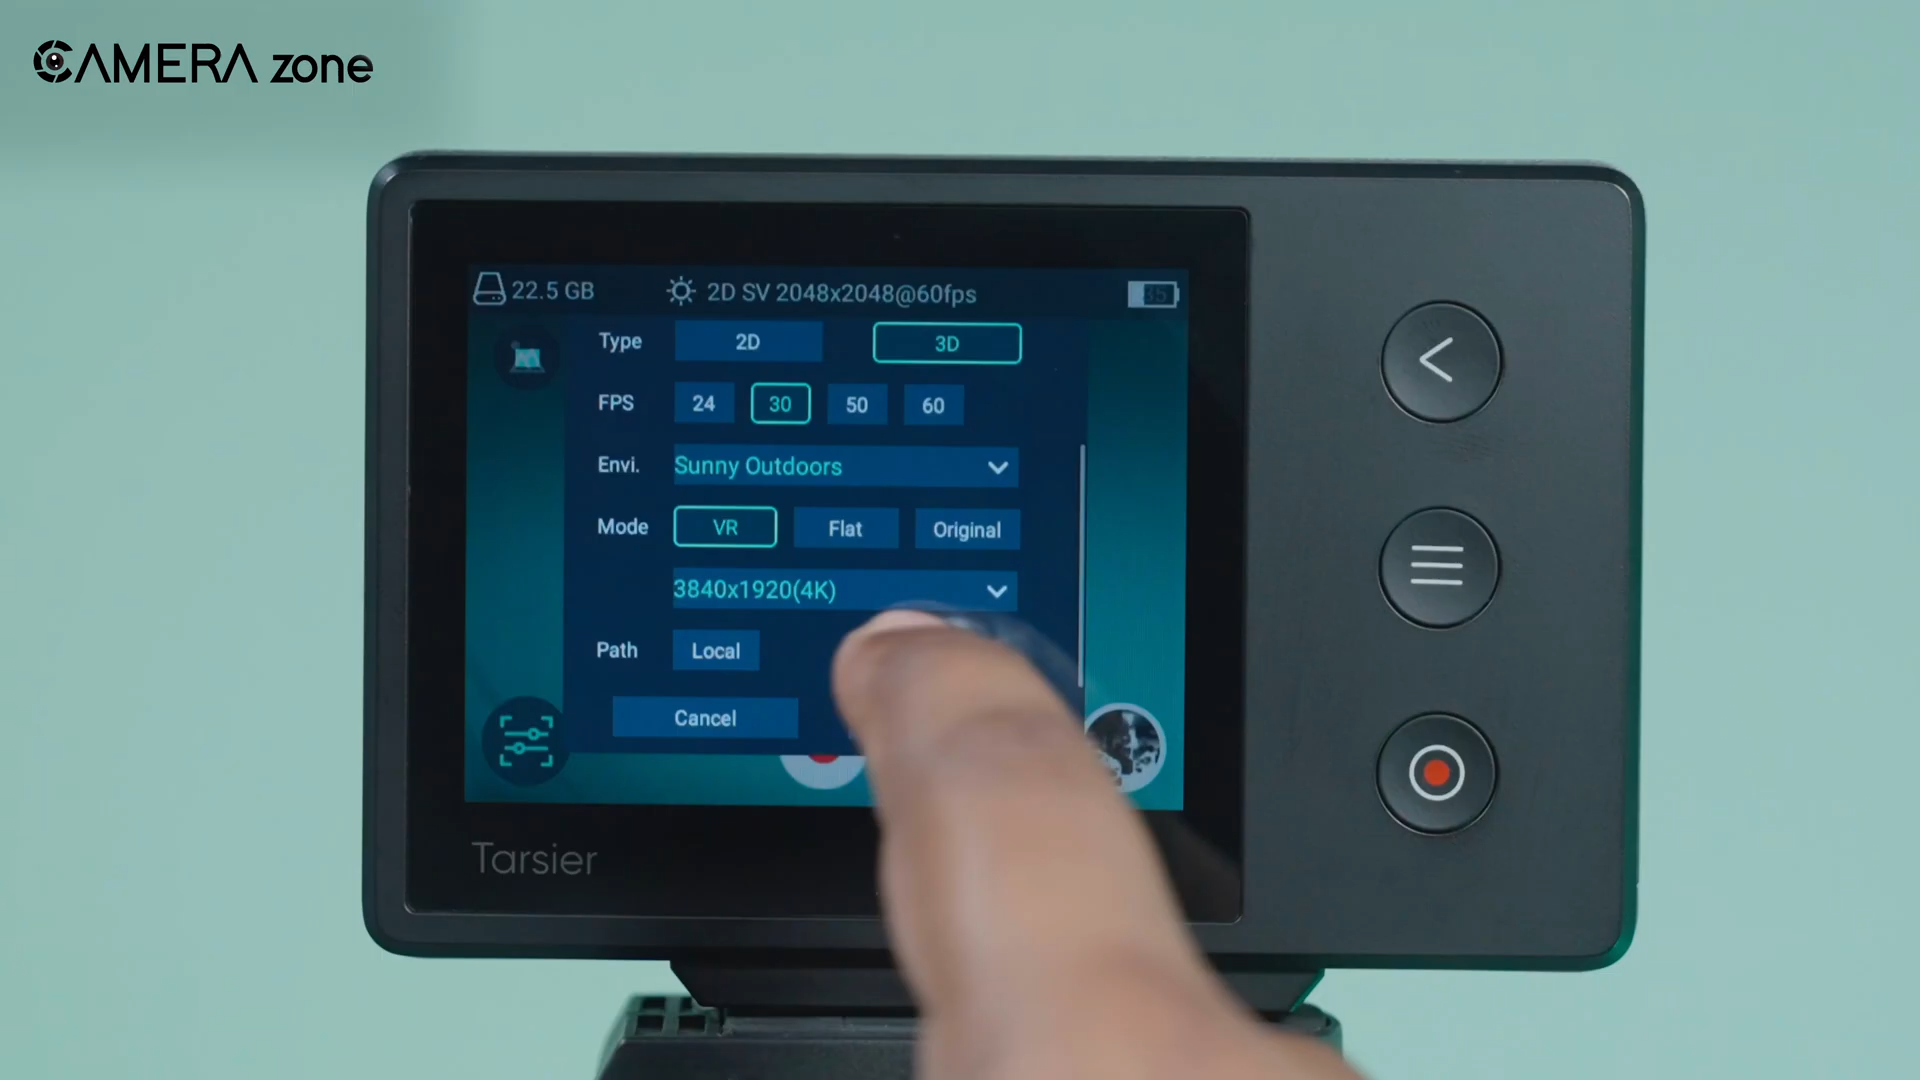 CAMERA zone
22.5 GB 2D SV 2048x2048@60fps 85
Type 2D 3D
FPS 24 30 50 60
Envi. Sunny Outdoors
Mode VR Flat Original
3840x1920(4K)
Path Local
Cancel
Tarsier